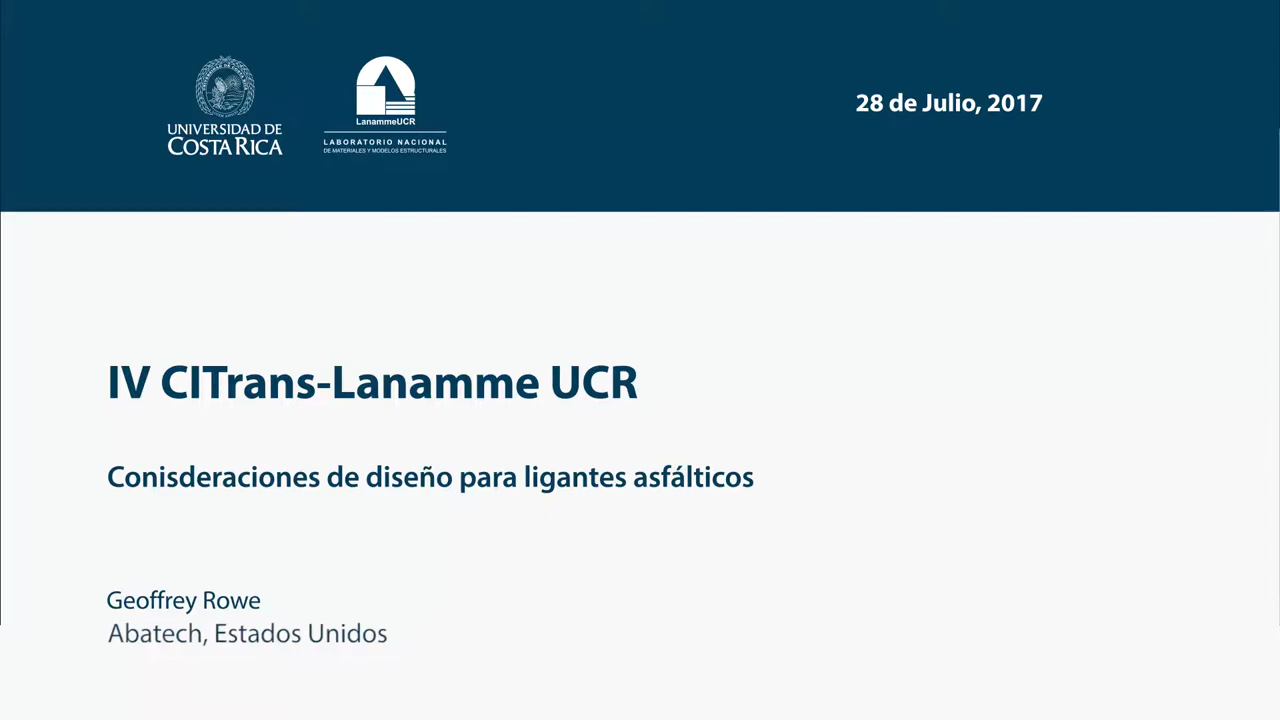 UNIVERSIDAD DE
COSTA RICA
LanammeUCR
LABORATORIO NACIONAL
DE MATERIALES Y MODELOS ESTRUCTURALES
28 de Julio, 2017
IV CITrans-Lanamme UCR
Conisderaciones de diseño para ligantes asfálticos
Geoffrey Rowe
Abatech, Estados Unidos